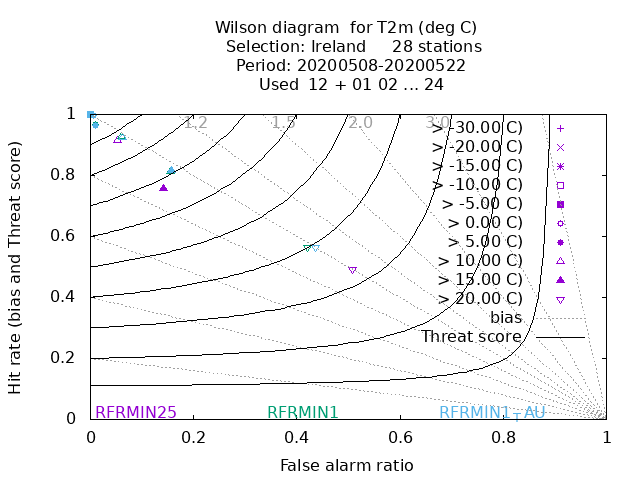 Wilson diagram  for T2m (deg C)
Selection: Ireland     28 stations
Period: 20200508-20200522
Used  12 + 01 02 ... 24
Hit rate (bias and Threat score)
1
0.8
0.6
0.4
0.2
0
1.2
1.5
2.0
3.0
> -30.00 C)
> -20.00 C)
> -15.00 C)
> -10.00 C)
> -5.00 C)
> 0.00 C)
> 5.00 C)
> 10.00 C)
> 15.00 C)
> 20.00 C)
bias
Threat score
RFRMIN25 RFRMIN1 RFRMIN1_AU
0 0.2 0.4 0.6 0.8 1
False alarm ratio